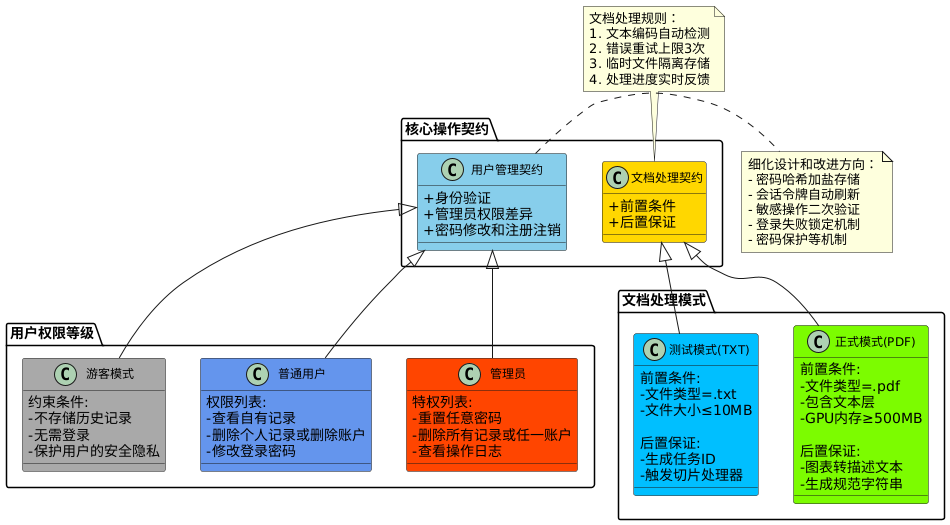 文档处理规则：
1. 文本编码自动检测
2. 错误重试上限3次
3. 临时文件隔离存储
4. 处理进度实时反馈
核心操作契约
C 用户管理契约
+身份验证
+管理员权限差异
+密码修改和注册注销
C 文档处理契约
+前置条件
+后置保证
细化设计和改进方向：
- 密码哈希加盐存储
- 会话令牌自动刷新
- 敏感操作二次验证
- 登录失败锁定机制
- 密码保护等机制
用户权限等级
C 游客模式
约束条件:
-不存储历史记录
-无需登录
-保护用户的安全隐私
C 普通用户
权限列表:
-查看自有记录
-删除个人记录或删除账户
-修改登录密码
C 管理员
特权列表:
-重置任意密码
-删除所有记录或任一账户
-查看操作日志
文档处理模式
C 测试模式(TXT)
前置条件:
-文件类型=.txt
-文件大小≤10MB
后置保证:
-生成任务ID
-触发切片处理器
C 正式模式(PDF)
前置条件:
-文件类型=.pdf
-包含文本层
-GPU内存≥500MB
后置保证:
-图表转描述文本
-生成规范字符串